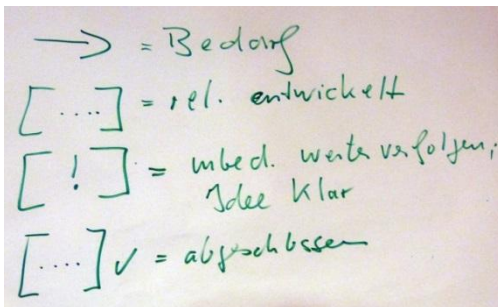 → = Bedarf
[....] = rel. entwickelt
[ ! ] = unbed. weiter verfolgen,
Idee klar
[....] ✓ = abgeschlossen